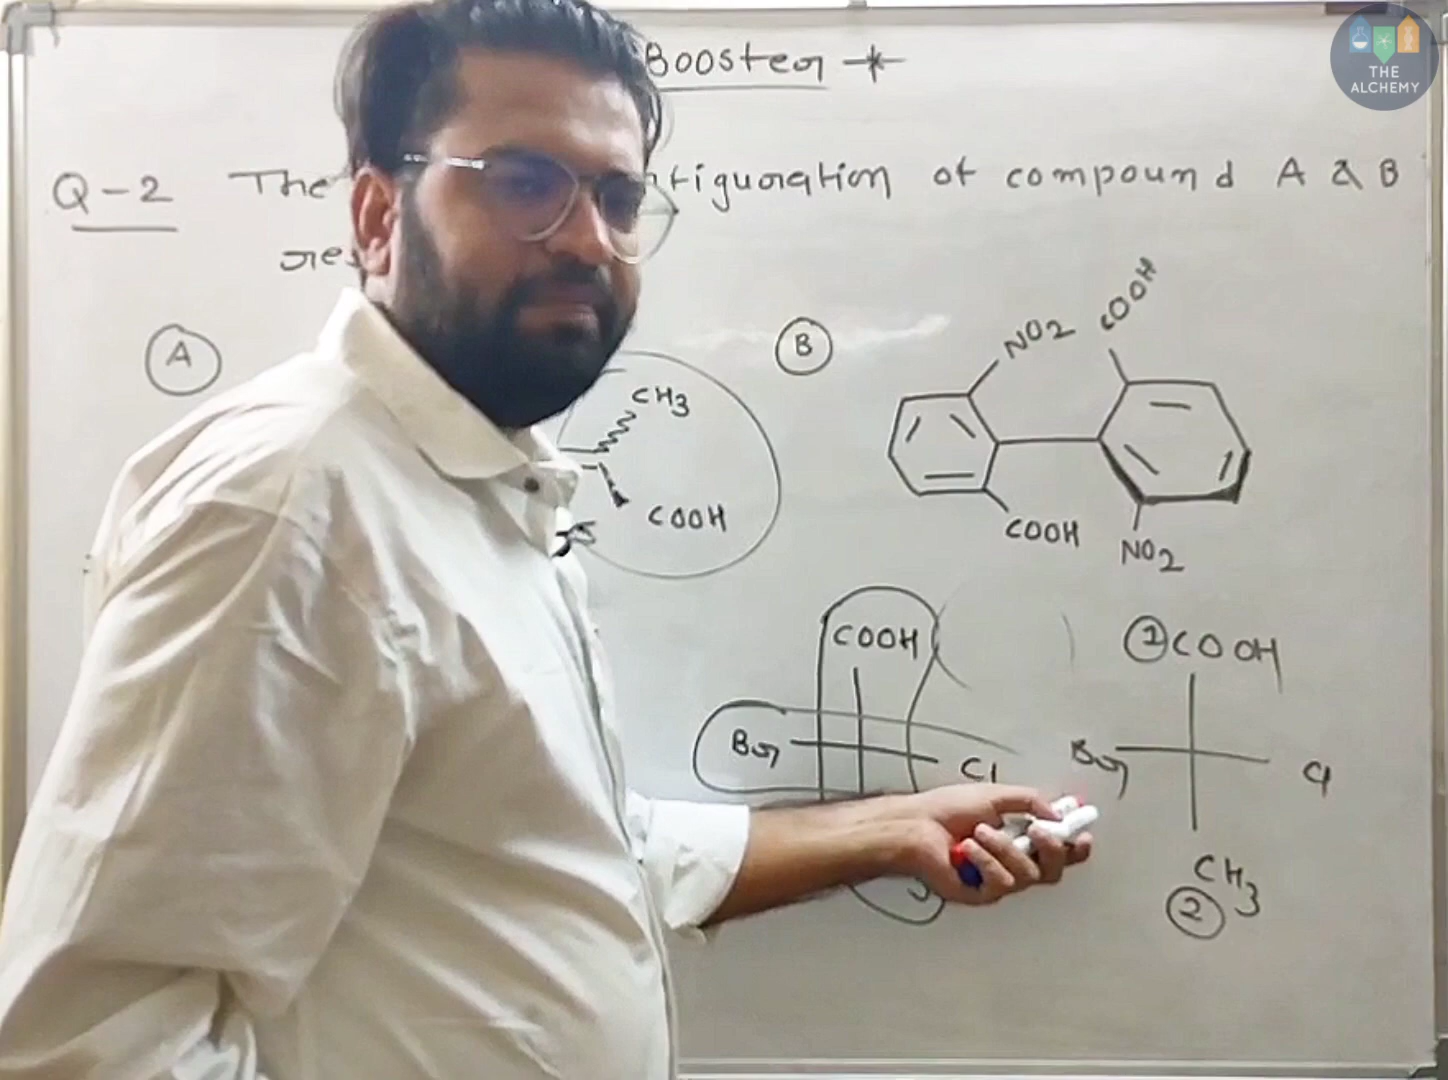 Booster
THE
ALCHEMY
Q-2 The
of compound A & B
A
CH3
COOH
B
NO2
COOH
COOH
NO2
COOH
Br
Cl
1 COOH
Br
Cl
CH3
2